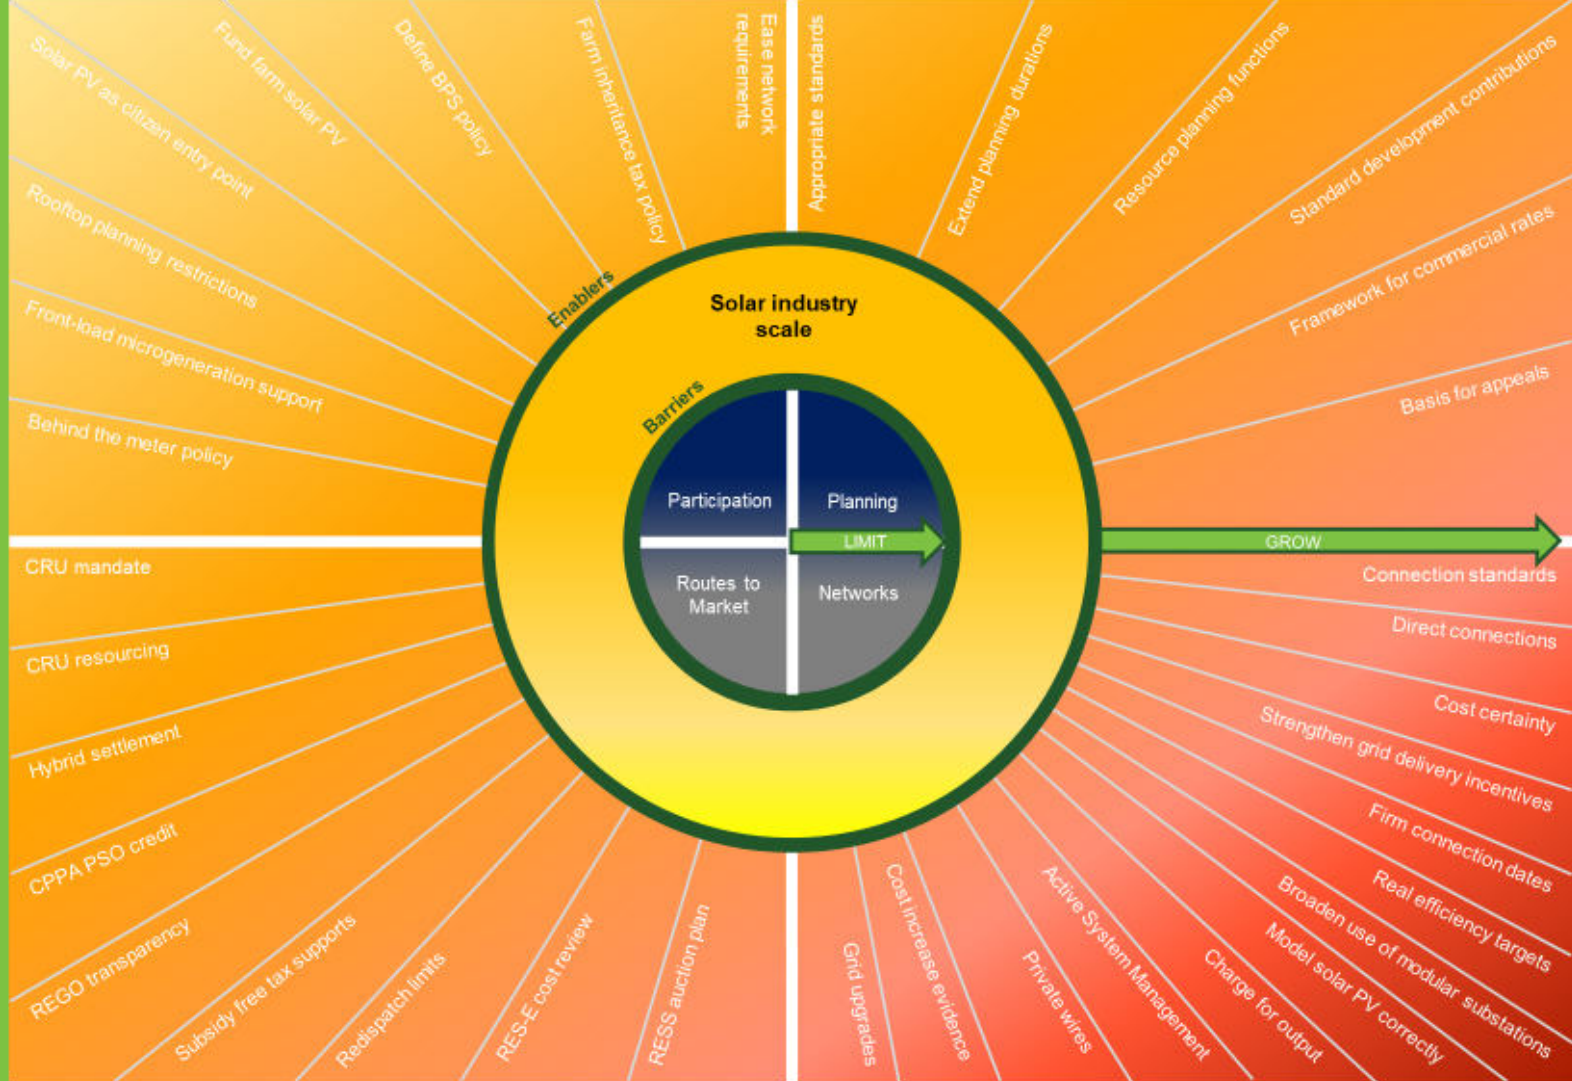 Solar PV as citizen entry point
Fund farm solar PV
Define BPS policy
Farm inheritance tax policy
Ease network
requirements
Appropriate standards
Extend planning durations
Resource planning functions
Standard development contributions
Framework for commercial rates
Basis for appeals
Rooftop planning restrictions
Front-load microgeneration support
Behind the meter policy
Enablers
Solar industry
scale
Barriers
Participation
Planning
LIMIT
GROW
Routes to
Market
Networks
CRU mandate
CRU resourcing
Hybrid settlement
CPPA PSO credit
REGO transparency
Subsidy free tax supports
Redispatch limits
RES-E cost review
RESS auction plan
Connection standards
Direct connections
Cost certainty
Strengthen grid delivery incentives
Firm connection dates
Real efficiency targets
Broaden use of modular substations
Model solar PV correctly
Charge for output
Active System Management
Private wires
Cost increase evidence
Grid upgrades